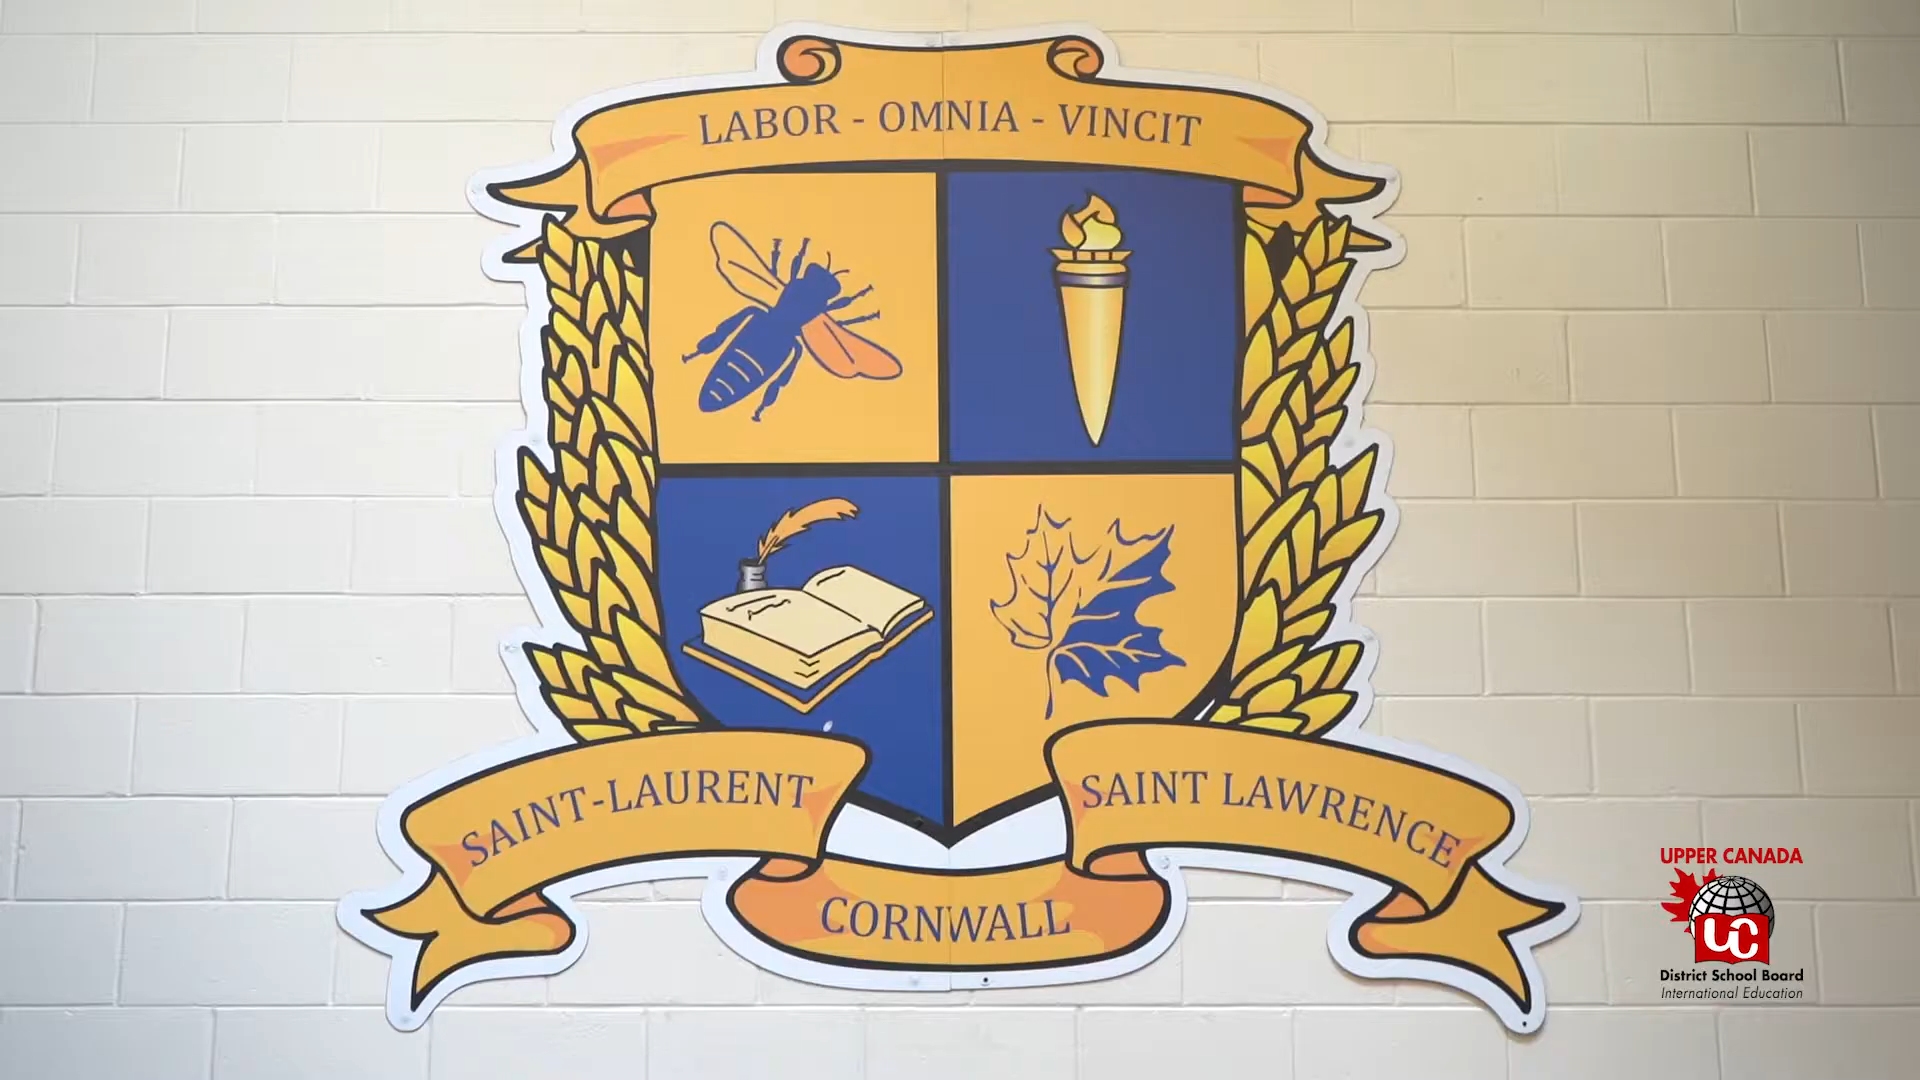 LABOR - OMNIA - VINCIT
SAINT-LAURENT
SAINT LAWRENCE
CORNWALL
UPPER CANADA
UC
District School Board
International Education